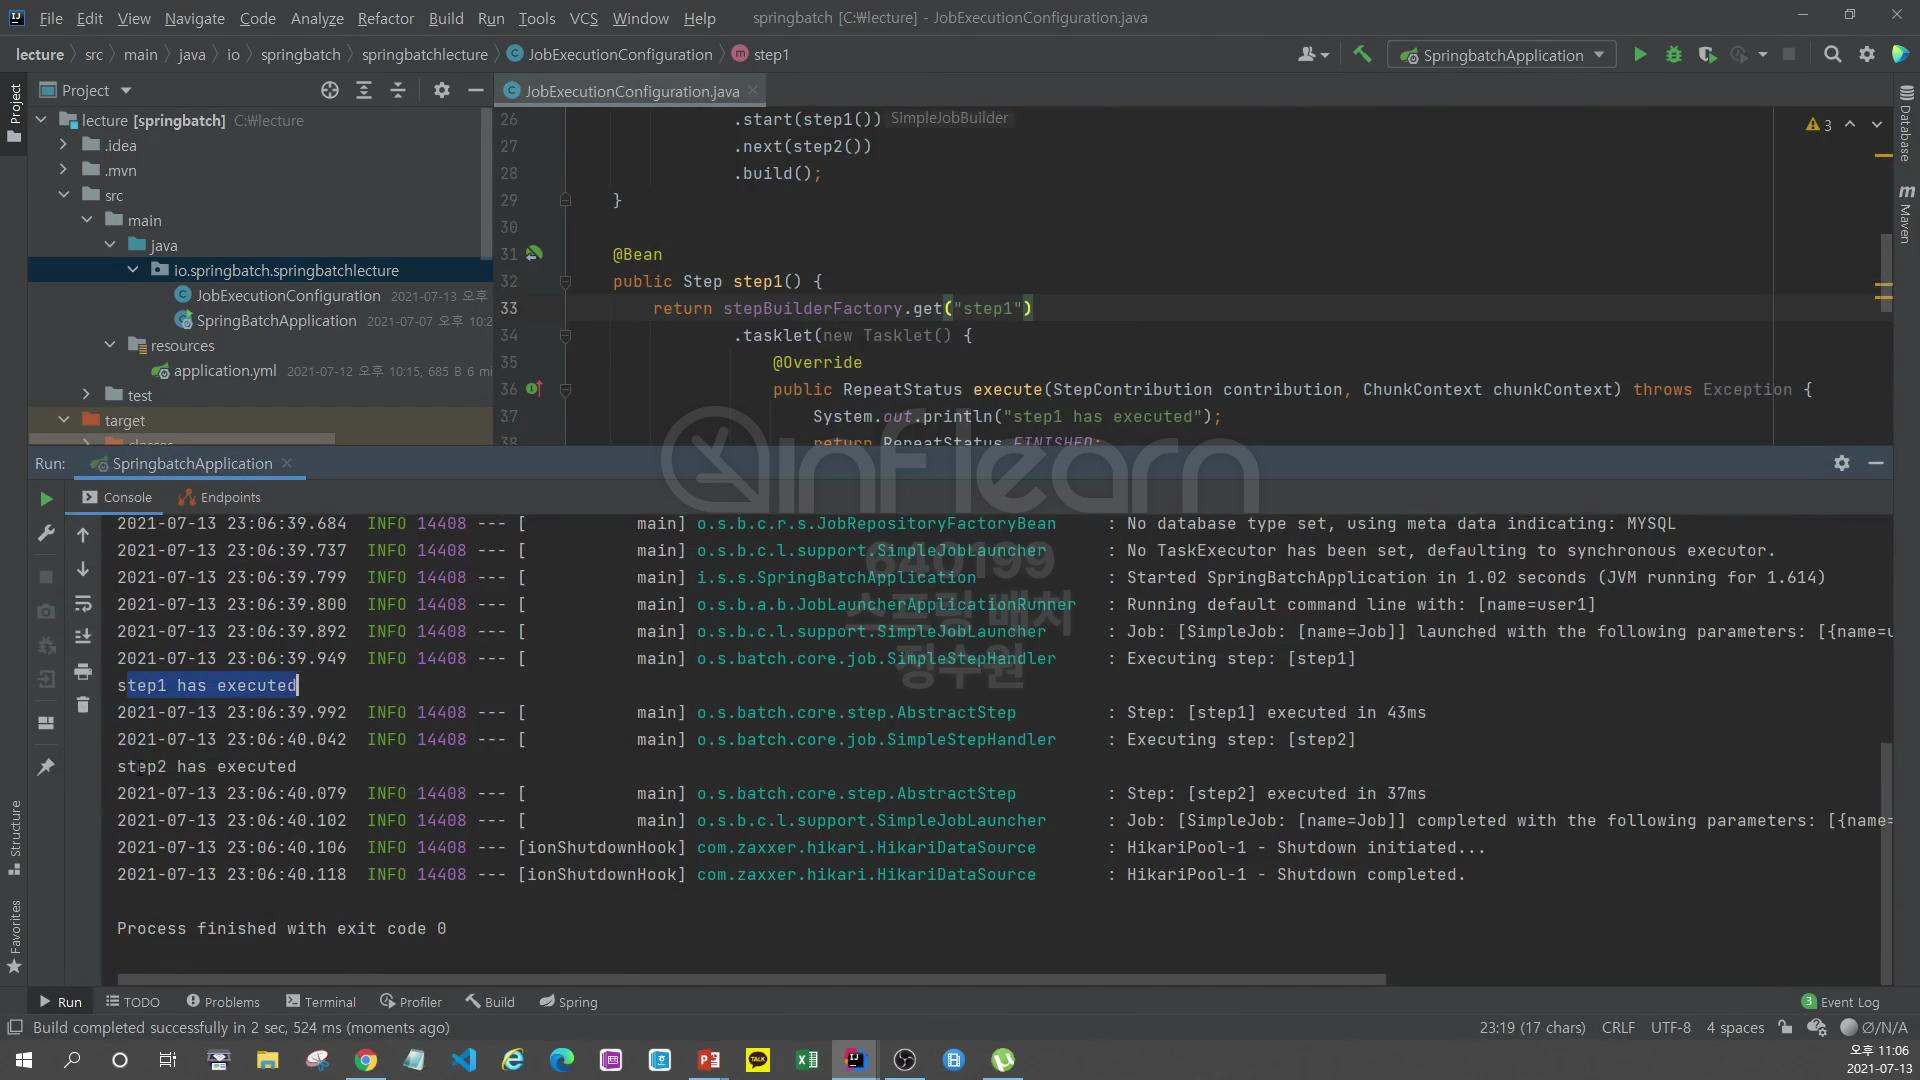 File Edit View Navigate Code Analyze Refactor Build Run Tools VCS Window Help springbatch [C:\lecture] - JobExecutionConfiguration.java
lecture src main java io springbatch springbatchlecture JobExecutionConfiguration step1 SpringbatchApplication
Project JobExecutionConfiguration.java
lecture [springbatch] C:\lecture
.idea
.mvn
src
main
java
io.springbatch.springbatchlecture
JobExecutionConfiguration 2021-07-13 오후
SpringBatchApplication 2021-07-07 오후 10:2
resources
application.yml 2021-07-12 오후 10:15, 685 B 6 mi
test
target
classes
26 .start(step1()) SimpleJobBuilder
27 .next(step2())
28 .build();
29 }
30
31 @Bean
32 public Step step1() {
33 return stepBuilderFactory.get("step1")
34 .tasklet(new Tasklet() {
35 @Override
36 public RepeatStatus execute(StepContribution contribution, ChunkContext chunkContext) throws Exception {
37 System.out.println("step1 has executed");
38 return RepeatStatus.FINISHED;
3
Project
Database
Maven
inflearn
640199
스프링 배치
정수원
Run: SpringbatchApplication
Console Endpoints
2021-07-13 23:06:39.684 INFO 14408 --- [ main] o.s.b.c.r.s.JobRepositoryFactoryBean : No database type set, using meta data indicating: MYSQL
2021-07-13 23:06:39.737 INFO 14408 --- [ main] o.s.b.c.l.support.SimpleJobLauncher : No TaskExecutor has been set, defaulting to synchronous executor.
2021-07-13 23:06:39.799 INFO 14408 --- [ main] i.s.s.SpringBatchApplication : Started SpringBatchApplication in 1.02 seconds (JVM running for 1.614)
2021-07-13 23:06:39.800 INFO 14408 --- [ main] o.s.b.a.b.JobLauncherApplicationRunner : Running default command line with: [name=user1]
2021-07-13 23:06:39.892 INFO 14408 --- [ main] o.s.b.c.l.support.SimpleJobLauncher : Job: [SimpleJob: [name=Job]] launched with the following parameters: [{name=u
2021-07-13 23:06:39.949 INFO 14408 --- [ main] o.s.batch.core.job.SimpleStepHandler : Executing step: [step1]
step1 has executed
2021-07-13 23:06:39.992 INFO 14408 --- [ main] o.s.batch.core.step.AbstractStep : Step: [step1] executed in 43ms
2021-07-13 23:06:40.042 INFO 14408 --- [ main] o.s.batch.core.job.SimpleStepHandler : Executing step: [step2]
step2 has executed
2021-07-13 23:06:40.079 INFO 14408 --- [ main] o.s.batch.core.step.AbstractStep : Step: [step2] executed in 37ms
2021-07-13 23:06:40.102 INFO 14408 --- [ main] o.s.b.c.l.support.SimpleJobLauncher : Job: [SimpleJob: [name=Job]] completed with the following parameters: [{name=
2021-07-13 23:06:40.106 INFO 14408 --- [ionShutdownHook] com.zaxxer.hikari.HikariDataSource : HikariPool-1 - Shutdown initiated...
2021-07-13 23:06:40.118 INFO 14408 --- [ionShutdownHook] com.zaxxer.hikari.HikariDataSource : HikariPool-1 - Shutdown completed.
Process finished with exit code 0
Structure
Favorites
Run TODO Problems Terminal Profiler Build Spring 3 Event Log
Build completed successfully in 2 sec, 524 ms (moments ago) 23:19 (17 chars) CRLF UTF-8 4 spaces Ø/N/A
TALK
오후 11:06
2021-07-13